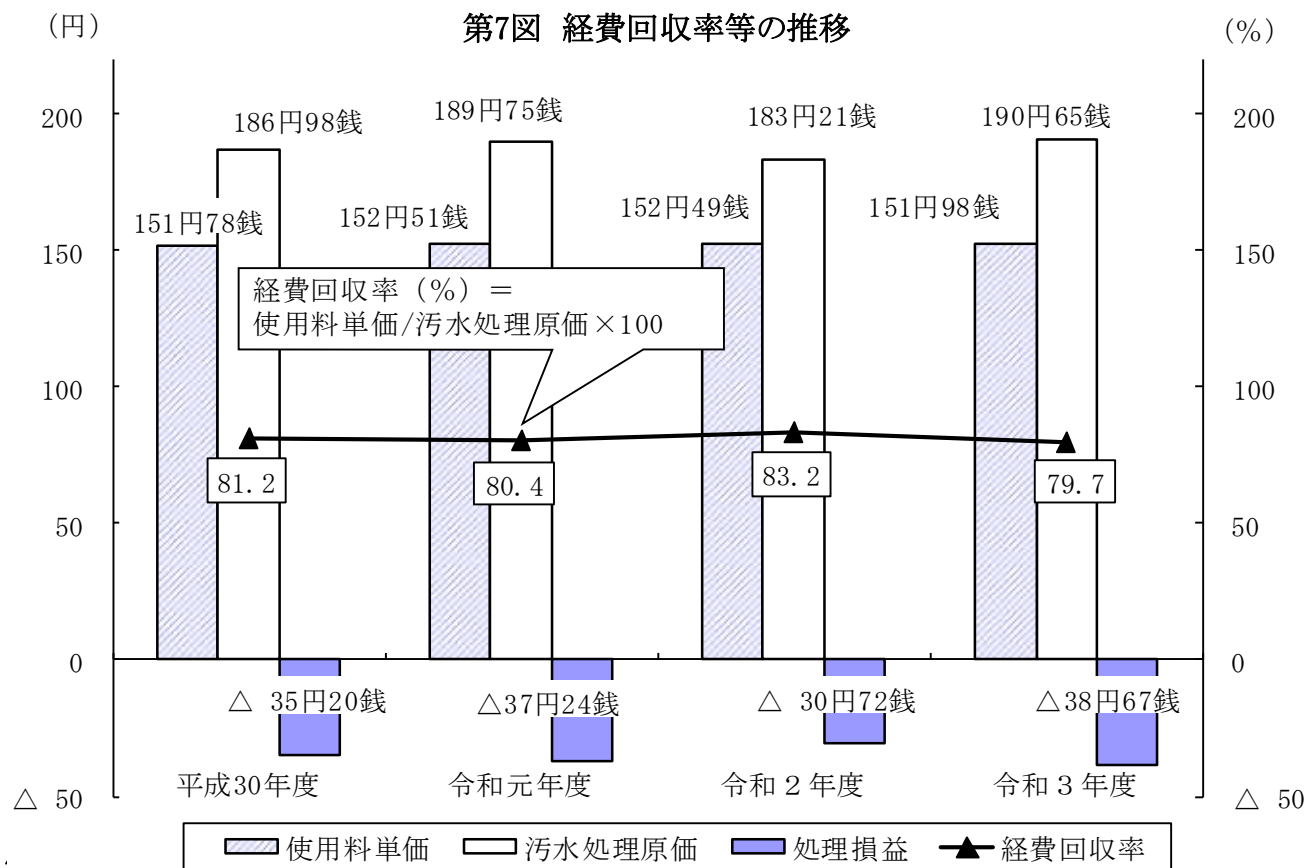 第7図 経費回収率等の推移
(円)
(%)
200
150
100
50
0
△ 50
200
150
100
50
0
△ 50
186円98銭
189円75銭
183円21銭
190円65銭
151円78銭
152円51銭
152円49銭
151円98銭
経費回収率（%）＝
使用料単価/汚水処理原価×100
81.2
80.4
83.2
79.7
△ 35円20銭
△37円24銭
△ 30円72銭
△38円67銭
平成30年度
令和元年度
令和２年度
令和３年度
使用料単価
汚水処理原価
処理損益
経費回収率